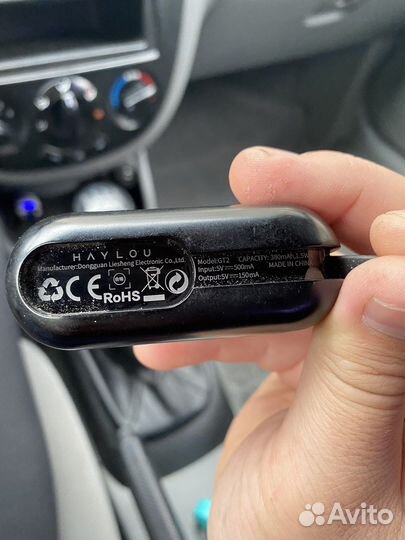 HAYLOU
Manufacturer:Dongguan Liesheng Electronic Co.,Ltd.
CE RoHS
Model:GT2 CAPACITY: 380mAh,1.5W
Input:5V⎓500mA MADE IN CHINA
Output:5V⎓150mA
Avito